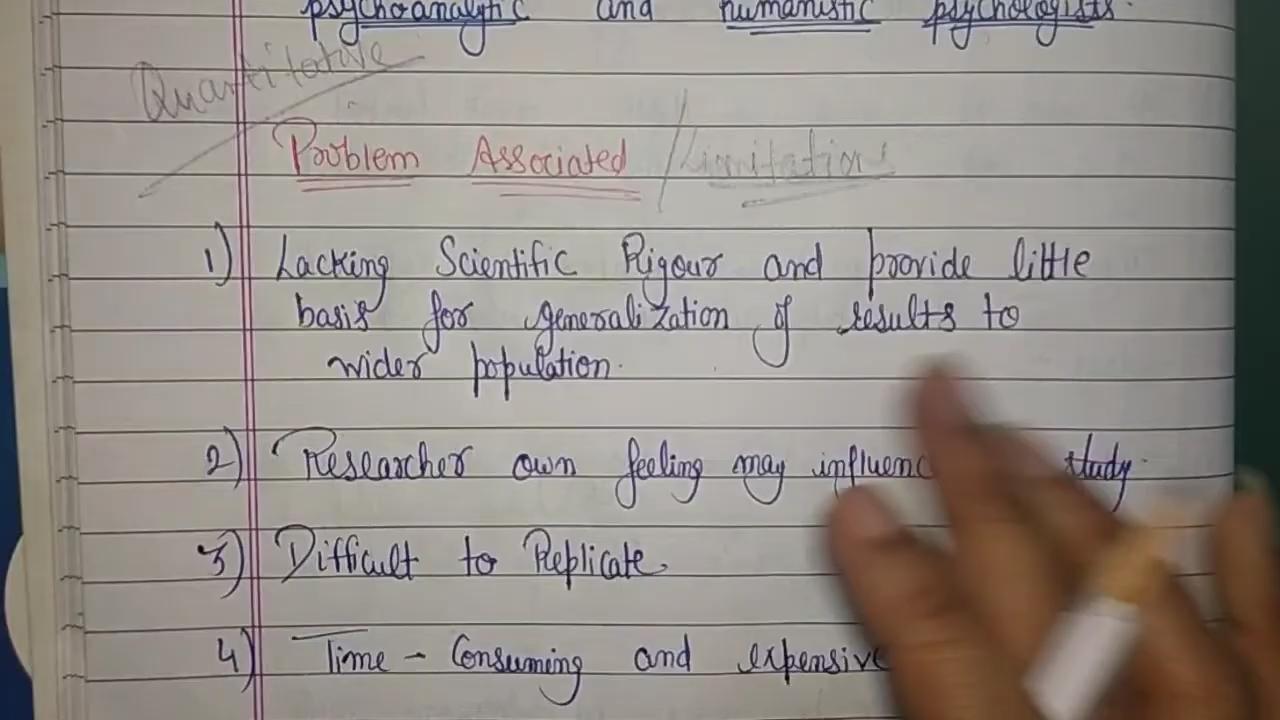 psychoanalytic and humanistic psychologists.
Quantitative
Problem Associated / Limitations
1) Lacking Scientific Rigour and provide little
basis for generalization of results to
wider population.
2) Researcher own feeling may influenc study.
3) Difficult to Replicate.
4) Time - Consuming and expensive